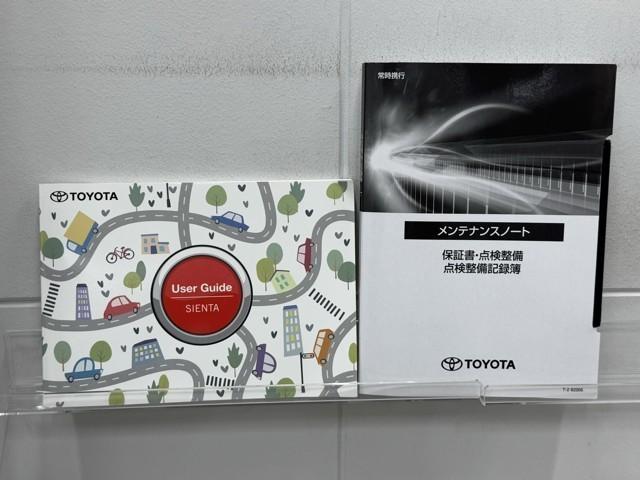 TOYOTA
User Guide
SIENTA
常時携行
メンテナンスノート
保証書・点検整備
点検整備記録簿
TOYOTA